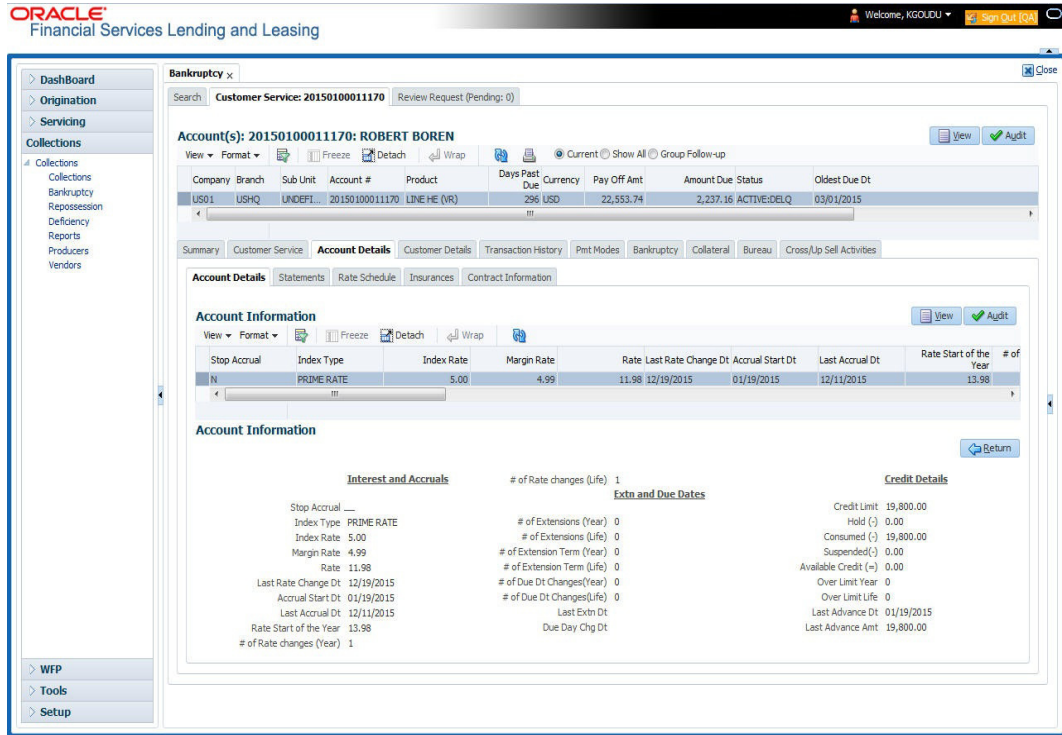 ORACLE
Financial Services Lending and Leasing
Welcome, KGOUDU
Sign Out [QA]
DashBoard
Origination
Servicing
Collections
Collections
Collections
Bankruptcy
Repossession
Deficiency
Reports
Producers
Vendors
WFP
Tools
Setup
Bankruptcy x
Close
Search Customer Service: 20150100011170 Review Request (Pending: 0)
Account(s): 20150100011170: ROBERT BOREN
View Audit
View Format Freeze Detach Wrap Current Show All Group Follow-up
Company Branch Sub Unit Account # Product Days Past Due Currency Pay Off Amt Amount Due Status Oldest Due Dt
US01 USHQ UNDEFI... 20150100011170 LINE HE (VR) 296 USD 22,553.74 2,237.16 ACTIVE:DELQ 03/01/2015
Summary Customer Service Account Details Customer Details Transaction History Pmt Modes Bankruptcy Collateral Bureau Cross/Up Sell Activities
Account Details Statements Rate Schedule Insurances Contract Information
Account Information
View Audit
View Format Freeze Detach Wrap
Stop Accrual Index Type Index Rate Margin Rate Rate Last Rate Change Dt Accrual Start Dt Last Accrual Dt Rate Start of the Year # of
N PRIME RATE 5.00 4.99 11.98 12/19/2015 01/19/2015 12/11/2015 13.98
Account Information
Return
Interest and Accruals
Stop Accrual
Index Type PRIME RATE
Index Rate 5.00
Margin Rate 4.99
Rate 11.98
Last Rate Change Dt 12/19/2015
Accrual Start Dt 01/19/2015
Last Accrual Dt 12/11/2015
Rate Start of the Year 13.98
# of Rate changes (Year) 1
# of Rate changes (Life) 1
Extn and Due Dates
# of Extensions (Year) 0
# of Extensions (Life) 0
# of Extension Term (Year) 0
# of Extension Term (Life) 0
# of Due Dt Changes(Year) 0
# of Due Dt Changes(Life) 0
Last Extn Dt
Due Day Chg Dt
Credit Details
Credit Limit 19,800.00
Hold (-) 0.00
Consumed (-) 19,800.00
Suspended(-) 0.00
Available Credit (=) 0.00
Over Limit Year 0
Over Limit Life 0
Last Advance Dt 01/19/2015
Last Advance Amt 19,800.00